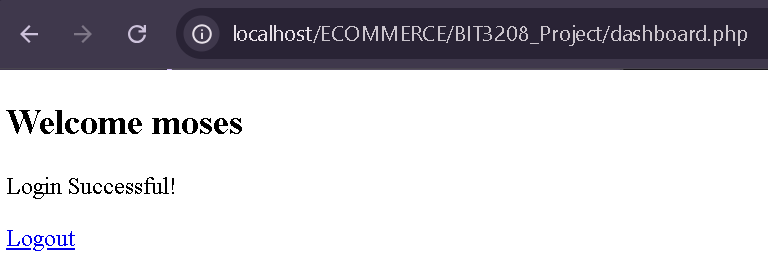 localhost/ECOMMERCE/BIT3208_Project/dashboard.php
Welcome moses
Login Successful!
Logout